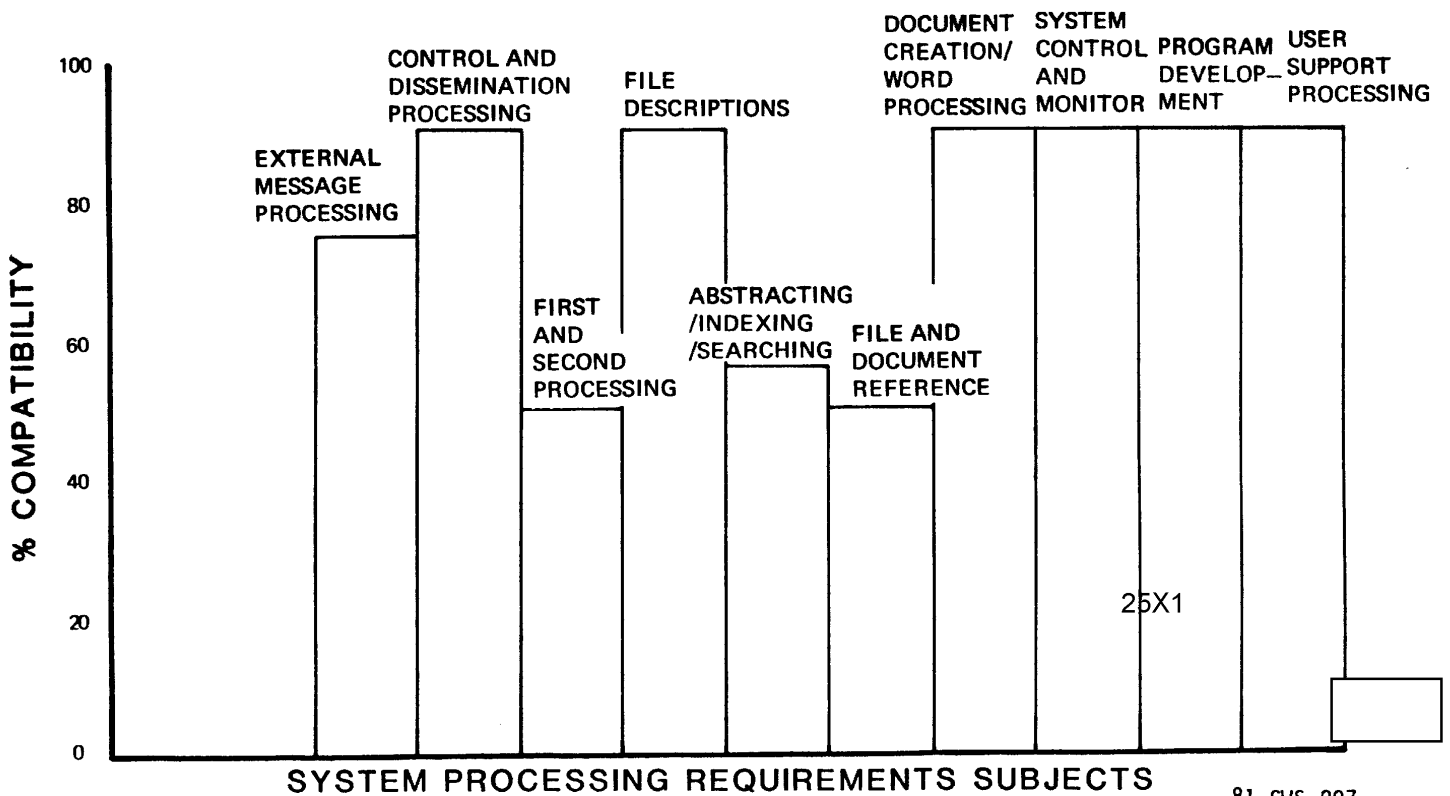 DOCUMENT
CREATION/
WORD
PROCESSING
SYSTEM
CONTROL
AND
MONITOR
PROGRAM
DEVELOP–
MENT
USER
SUPPORT
PROCESSING
CONTROL AND
DISSEMINATION
PROCESSING
FILE
DESCRIPTIONS
EXTERNAL
MESSAGE
PROCESSING
FIRST
AND
SECOND
PROCESSING
ABSTRACTING
/INDEXING
/SEARCHING
FILE AND
DOCUMENT
REFERENCE
100
80
60
40
20
0
% COMPATIBILITY
25X1
SYSTEM PROCESSING REQUIREMENTS SUBJECTS